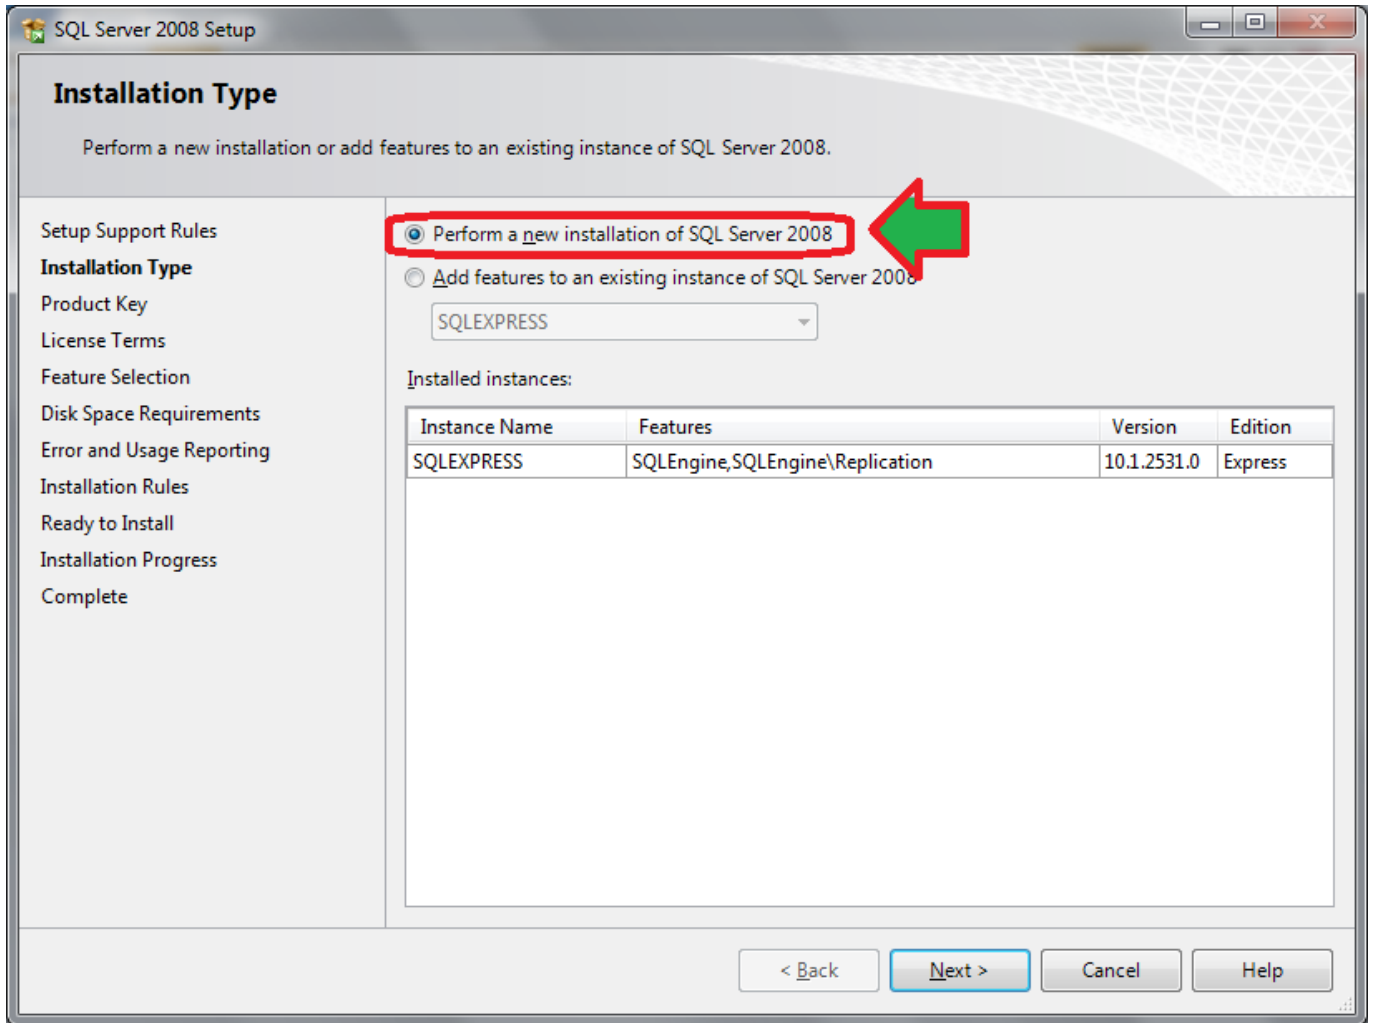 SQL Server 2008 Setup
Installation Type
Perform a new installation or add features to an existing instance of SQL Server 2008.
Setup Support Rules
Installation Type
Product Key
License Terms
Feature Selection
Disk Space Requirements
Error and Usage Reporting
Installation Rules
Ready to Install
Installation Progress
Complete
Perform a new installation of SQL Server 2008
Add features to an existing instance of SQL Server 2008
SQLEXPRESS
Installed instances:
Instance Name Features Version Edition
SQLEXPRESS SQLEngine,SQLEngine\Replication 10.1.2531.0 Express
< Back Next > Cancel Help